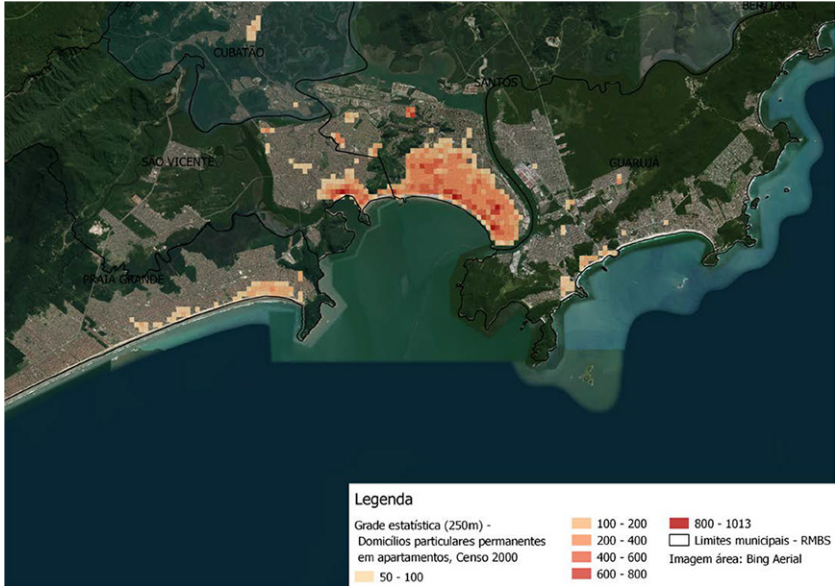 BERTIOGA
CUBATÃO
SANTOS
SÃO VICENTE
GUARUJÁ
PRAIA GRANDE
Legenda
Grade estatística (250m) -
Domicílios particulares permanentes
em apartamentos, Censo 2000
50 - 100
100 - 200
200 - 400
400 - 600
600 - 800
800 - 1013
Limites municipais - RMBS
Imagem área: Bing Aerial